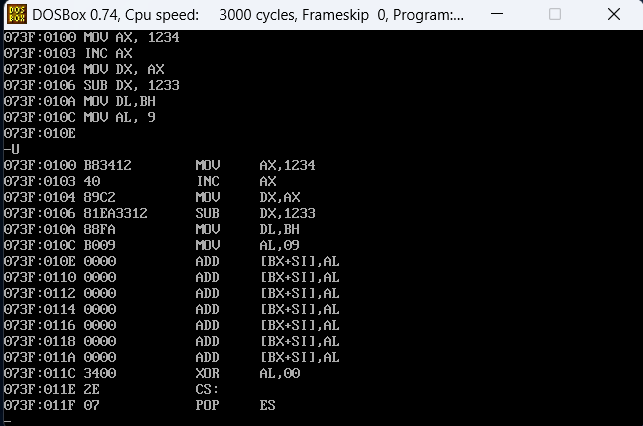 DOS BOX DOSBox 0.74, Cpu speed: 3000 cycles, Frameskip 0, Program:...
073F:0100 MOV AX, 1234
073F:0103 INC AX
073F:0104 MOV DX, AX
073F:0106 SUB DX, 1233
073F:010A MOV DL,BH
073F:010C MOV AL, 9
073F:010E
-U
073F:0100 B83412 MOV AX,1234
073F:0103 40 INC AX
073F:0104 89C2 MOV DX,AX
073F:0106 81EA3312 SUB DX,1233
073F:010A 88FA MOV DL,BH
073F:010C B009 MOV AL,09
073F:010E 0000 ADD [BX+SI],AL
073F:0110 0000 ADD [BX+SI],AL
073F:0112 0000 ADD [BX+SI],AL
073F:0114 0000 ADD [BX+SI],AL
073F:0116 0000 ADD [BX+SI],AL
073F:0118 0000 ADD [BX+SI],AL
073F:011A 0000 ADD [BX+SI],AL
073F:011C 3400 XOR AL,00
073F:011E 2E CS:
073F:011F 07 POP ES
-